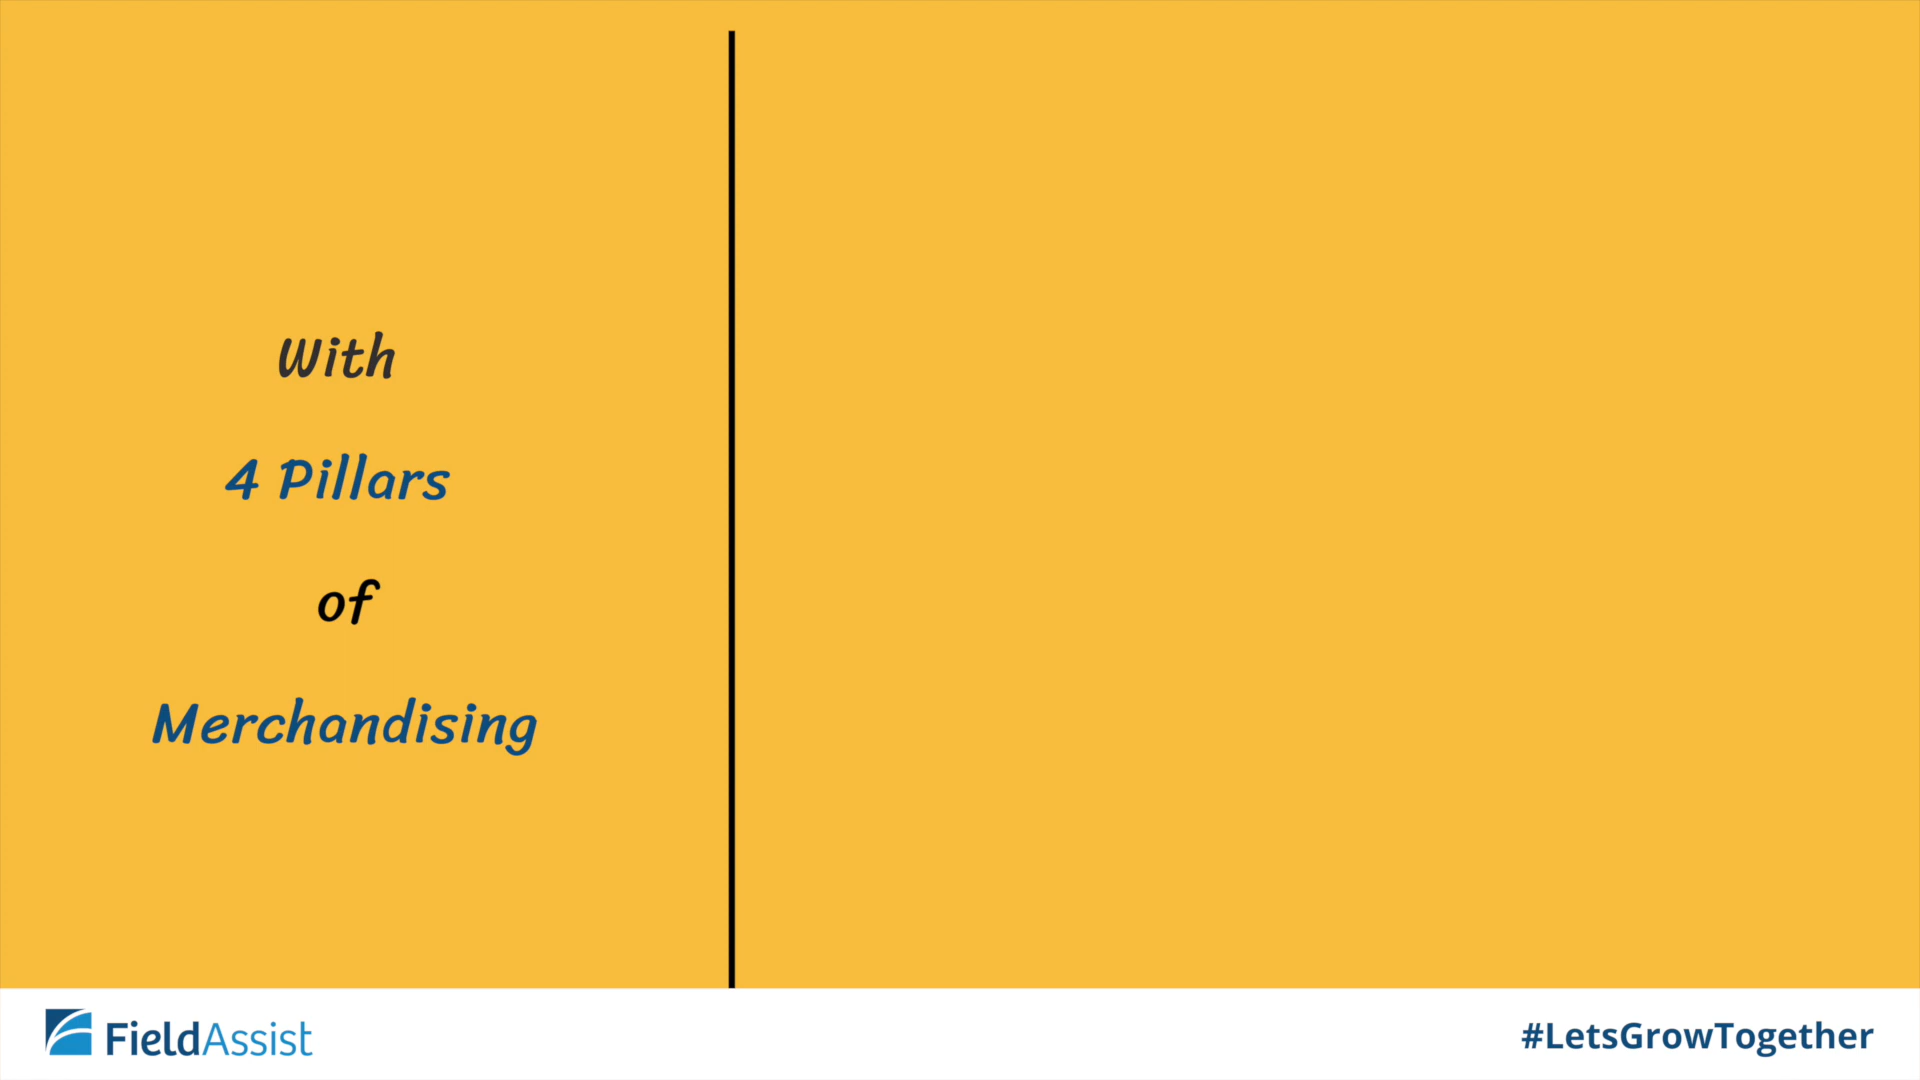 With
4 Pillars
of
Merchandising
FieldAssist
#LetsGrowTogether